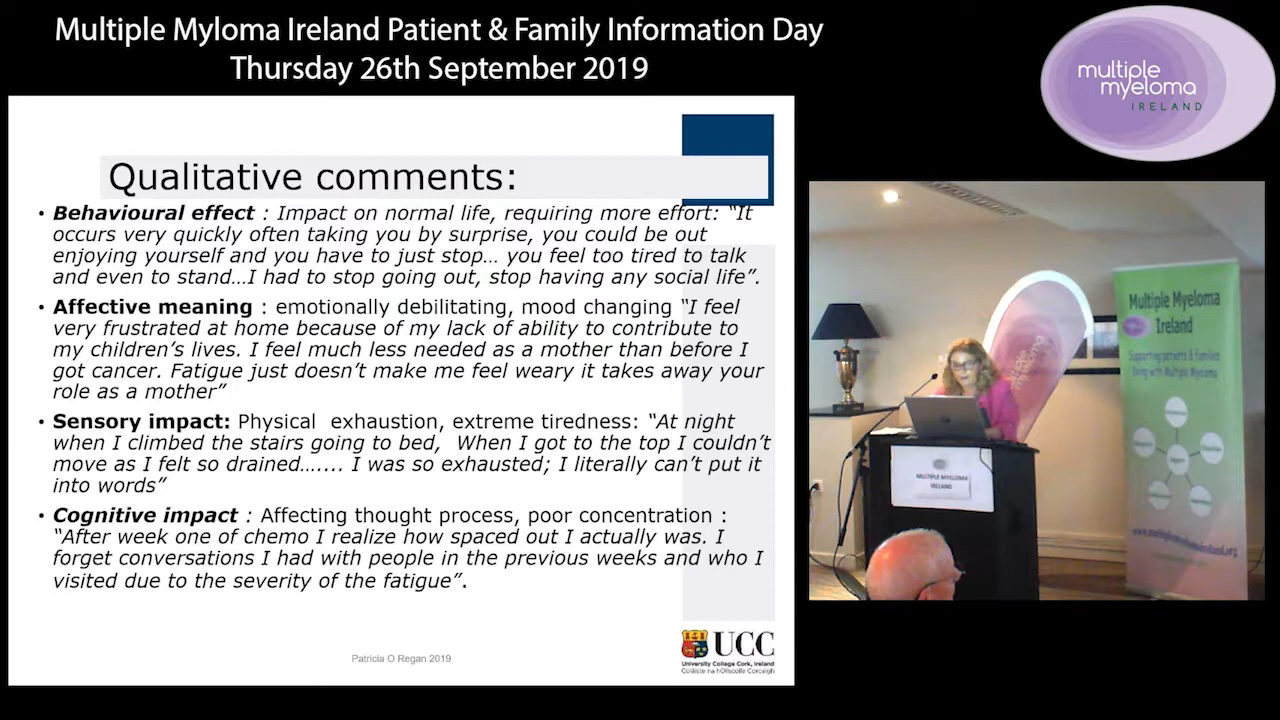 Multiple Myloma Ireland Patient & Family Information Day
Thursday 26th September 2019
multiple
myeloma
IRELAND
Qualitative comments:
• Behavioural effect : Impact on normal life, requiring more effort: “It
occurs very quickly often taking you by surprise, you could be out
enjoying yourself and you have to just stop… you feel too tired to talk
and even to stand…I had to stop going out, stop having any social life”.
• Affective meaning : emotionally debilitating, mood changing “I feel
very frustrated at home because of my lack of ability to contribute to
my children’s lives. I feel much less needed as a mother than before I
got cancer. Fatigue just doesn’t make me feel weary it takes away your
role as a mother”
• Sensory impact: Physical exhaustion, extreme tiredness: “At night
when I climbed the stairs going to bed, When I got to the top I couldn’t
move as I felt so drained….... I was so exhausted; I literally can’t put it
into words”
• Cognitive impact : Affecting thought process, poor concentration :
“After week one of chemo I realize how spaced out I actually was. I
forget conversations I had with people in the previous weeks and who I
visited due to the severity of the fatigue”.
Patricia O Regan 2019
UCC
University College Cork, Ireland
Coláiste na hOllscoile Corcaigh
Multiple Myeloma
Ireland
Supporting patients & families
living with Multiple Myeloma
MULTIPLE MYELOMA
IRELAND